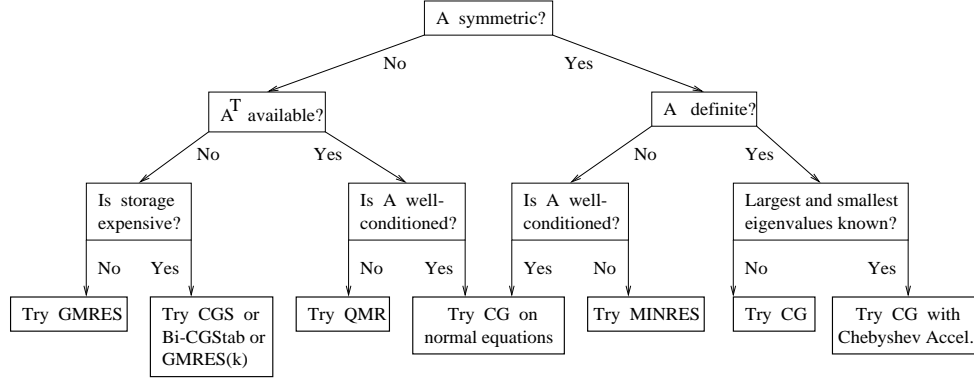 A symmetric?
No
Yes
A^T available?
A definite?
No
Yes
No
Yes
Is storage
expensive?
Is A well-
conditioned?
Is A well-
conditioned?
Largest and smallest
eigenvalues known?
No
Yes
No
Yes
Yes
No
No
Yes
Try GMRES
Try CGS or
Bi-CGStab or
GMRES(k)
Try QMR
Try CG on
normal equations
Try MINRES
Try CG
Try CG with
Chebyshev Accel.